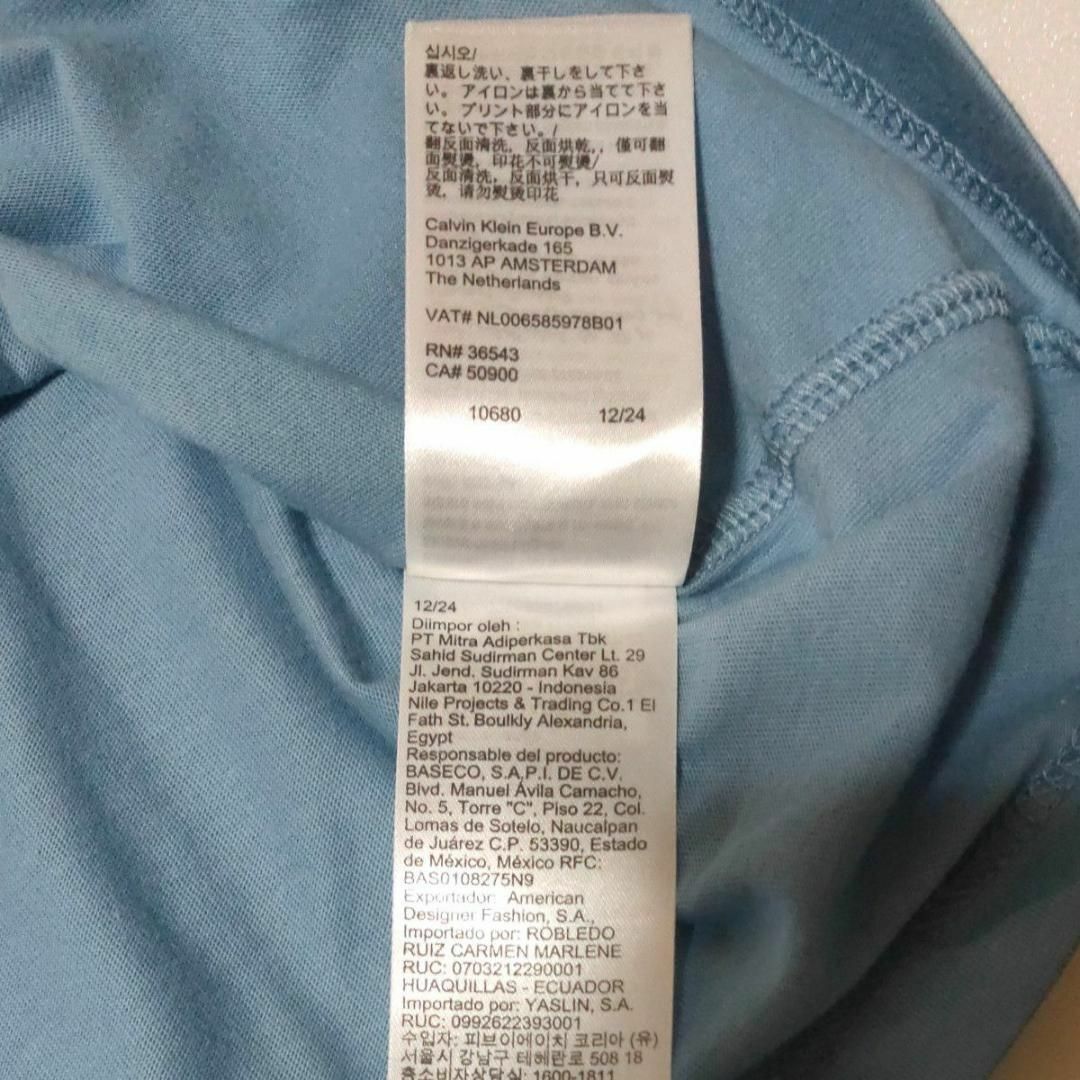 십시오/
裏返し洗い、裏干しをして下さ
い。アイロンは裏から当てて下さ
い。プリント部分にアイロンを当
てないで下さい。/
翻反面清洗，反面烘乾,，僅可翻
面熨燙，印花不可熨燙/
反面清洗，反面烘干，只可反面熨
烫，请勿熨烫印花
Calvin Klein Europe B.V.
Danzigerkade 165
1013 AP AMSTERDAM
The Netherlands
VAT# NL006585978B01
RN# 36543
CA# 50900
10680 12/24
12/24
Diimpor oleh :
PT Mitra Adiperkasa Tbk
Sahid Sudirman Center Lt. 29
Jl. Jend. Sudirman Kav 86
Jakarta 10220 - Indonesia
Nile Projects & Trading Co.1 El
Fath St. Boulkly Alexandria,
Egypt
Responsable del producto:
BASECO, S.A.P.I. DE C.V.
Blvd. Manuel Ávila Camacho,
No. 5, Torre "C", Piso 22, Col.
Lomas de Sotelo, Naucalpan
de Juárez C.P. 53390, Estado
de México, México RFC:
BAS0108275N9
Exportador: American
Designer Fashion, S.A.,
Importado por: ROBLEDO
RUIZ CARMEN MARLENE
RUC: 0703212290001
HUAQUILLAS - ECUADOR
Importado por: YASLIN, S.A.
RUC: 0992622393001
수입자: 피브이에이치 코리아 (유)
서울시 강남구 테헤란로 508 18
층소비자상담실: 1600-1811